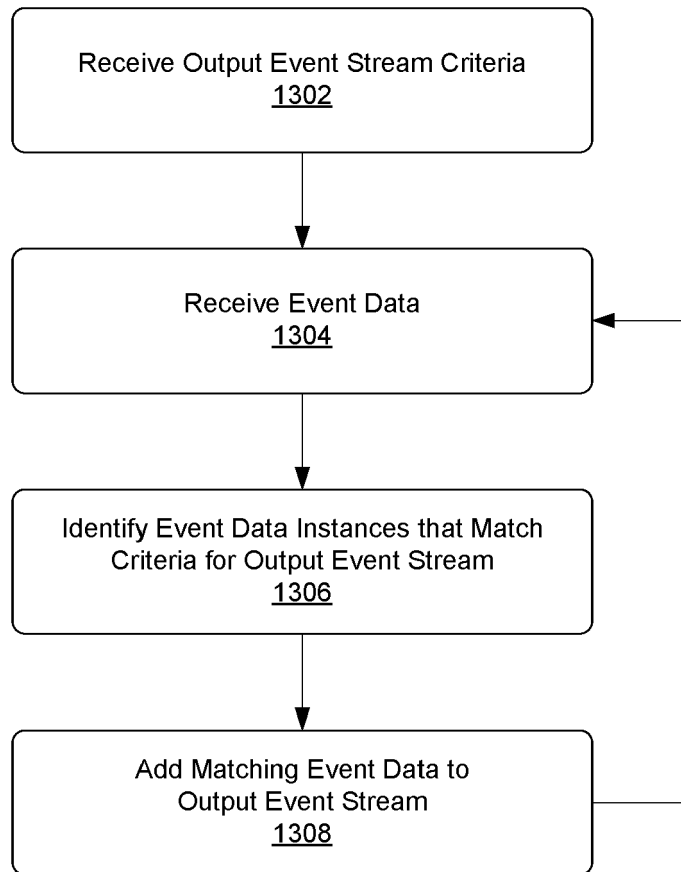 Receive Output Event Stream Criteria
1302
Receive Event Data
1304
Identify Event Data Instances that Match
Criteria for Output Event Stream
1306
Add Matching Event Data to
Output Event Stream
1308